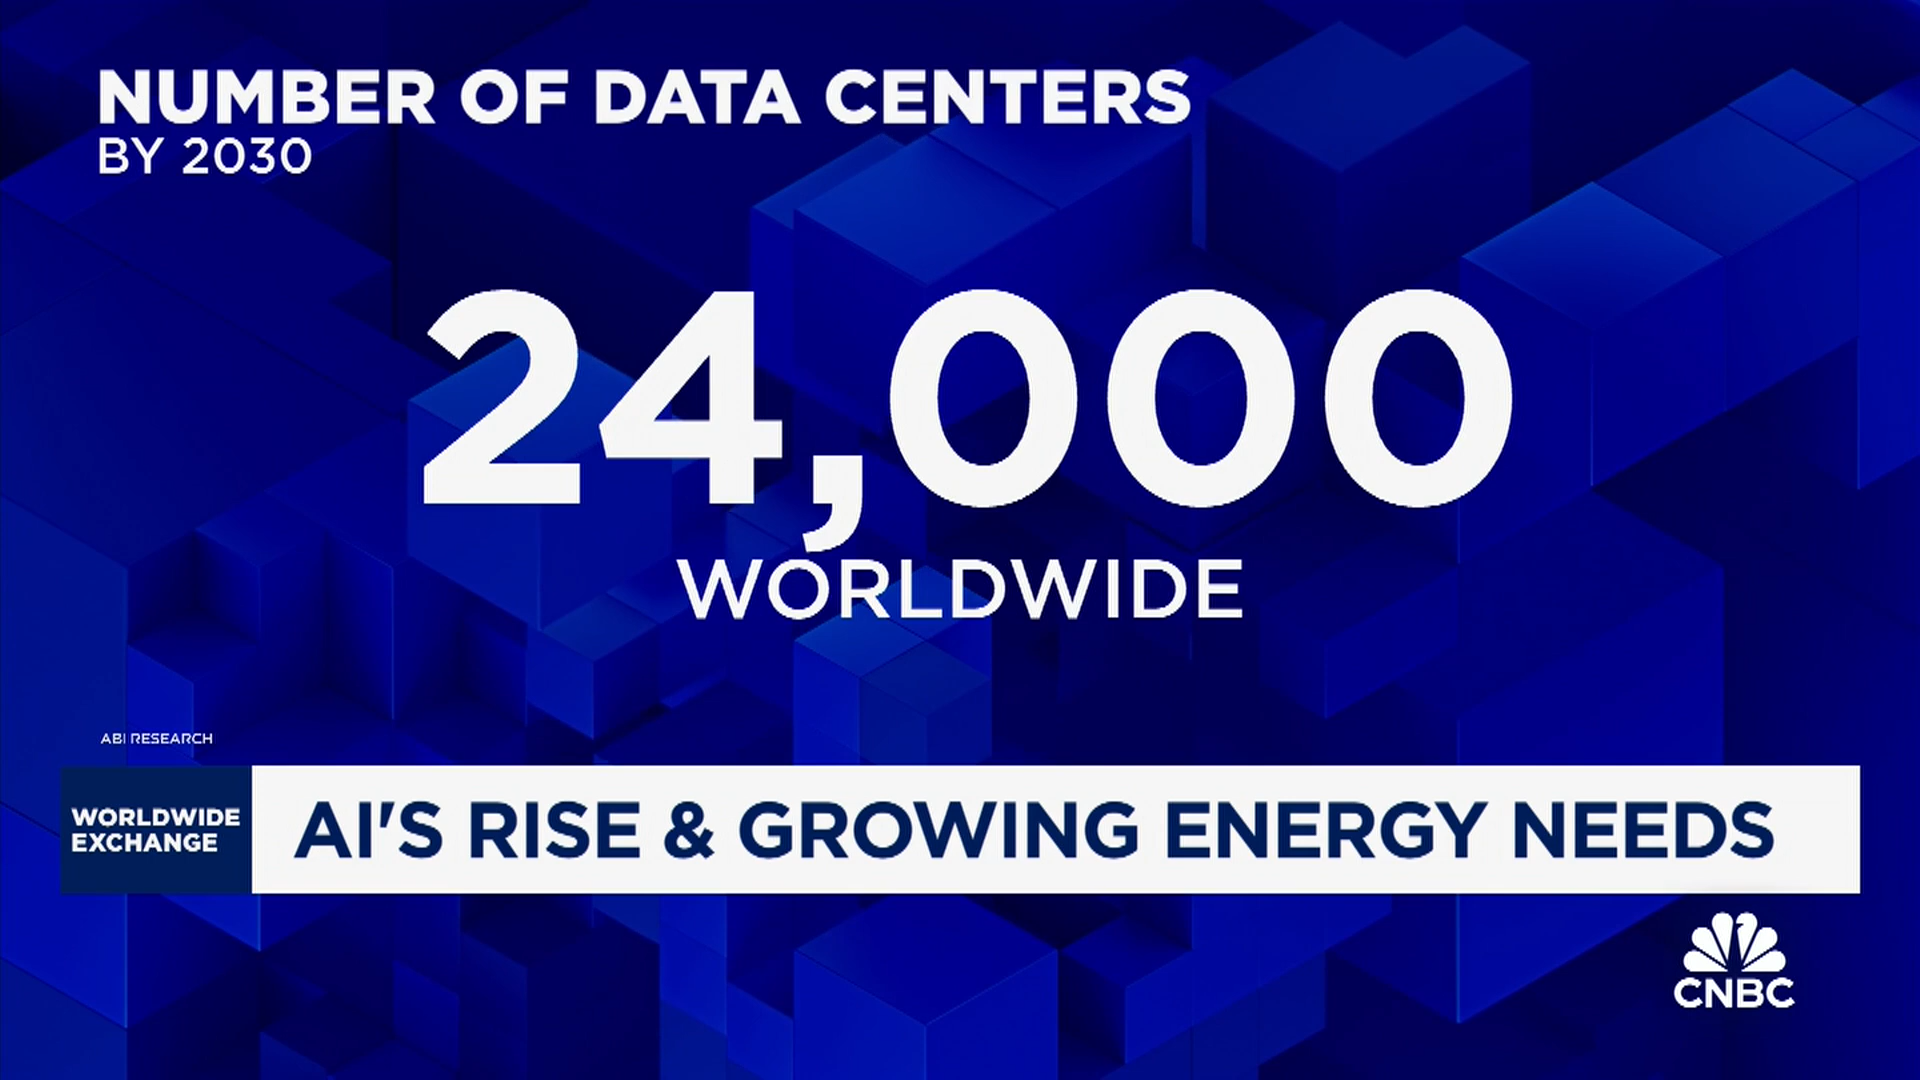 NUMBER OF DATA CENTERS
BY 2030
24,000
WORLDWIDE
ABI RESEARCH
WORLDWIDE
EXCHANGE
AI'S RISE & GROWING ENERGY NEEDS
CNBC